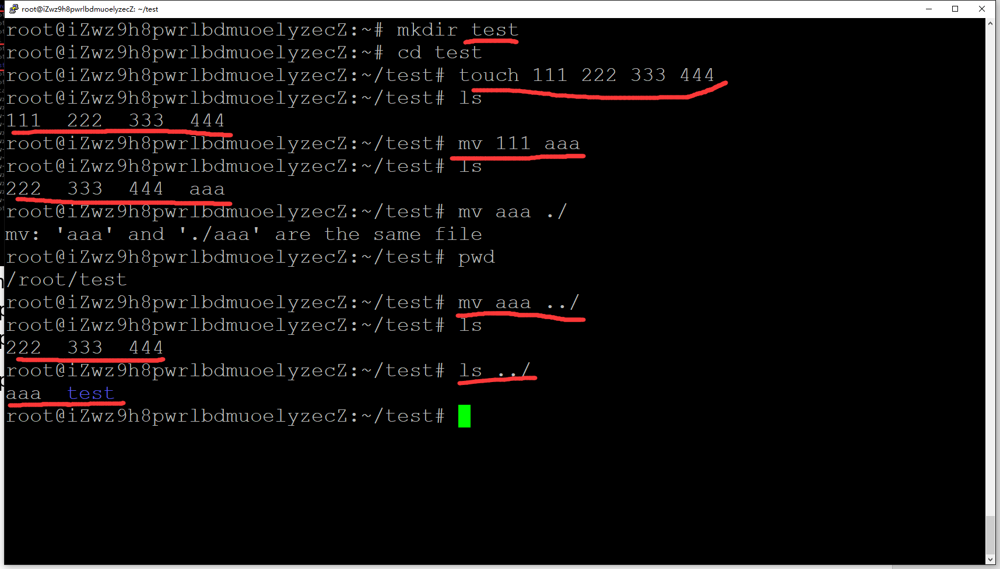 root@iZwz9h8pwrlbdmuoelyzecZ: ~/test
root@iZwz9h8pwrlbdmuoelyzecZ:~# mkdir test
root@iZwz9h8pwrlbdmuoelyzecZ:~# cd test
root@iZwz9h8pwrlbdmuoelyzecZ:~/test# touch 111 222 333 444
root@iZwz9h8pwrlbdmuoelyzecZ:~/test# ls
111  222  333  444
root@iZwz9h8pwrlbdmuoelyzecZ:~/test# mv 111 aaa
root@iZwz9h8pwrlbdmuoelyzecZ:~/test# ls
222  333  444  aaa
root@iZwz9h8pwrlbdmuoelyzecZ:~/test# mv aaa ./
mv: 'aaa' and './aaa' are the same file
root@iZwz9h8pwrlbdmuoelyzecZ:~/test# pwd
/root/test
root@iZwz9h8pwrlbdmuoelyzecZ:~/test# mv aaa ../
root@iZwz9h8pwrlbdmuoelyzecZ:~/test# ls
222  333  444
root@iZwz9h8pwrlbdmuoelyzecZ:~/test# ls ../
aaa  test
root@iZwz9h8pwrlbdmuoelyzecZ:~/test#